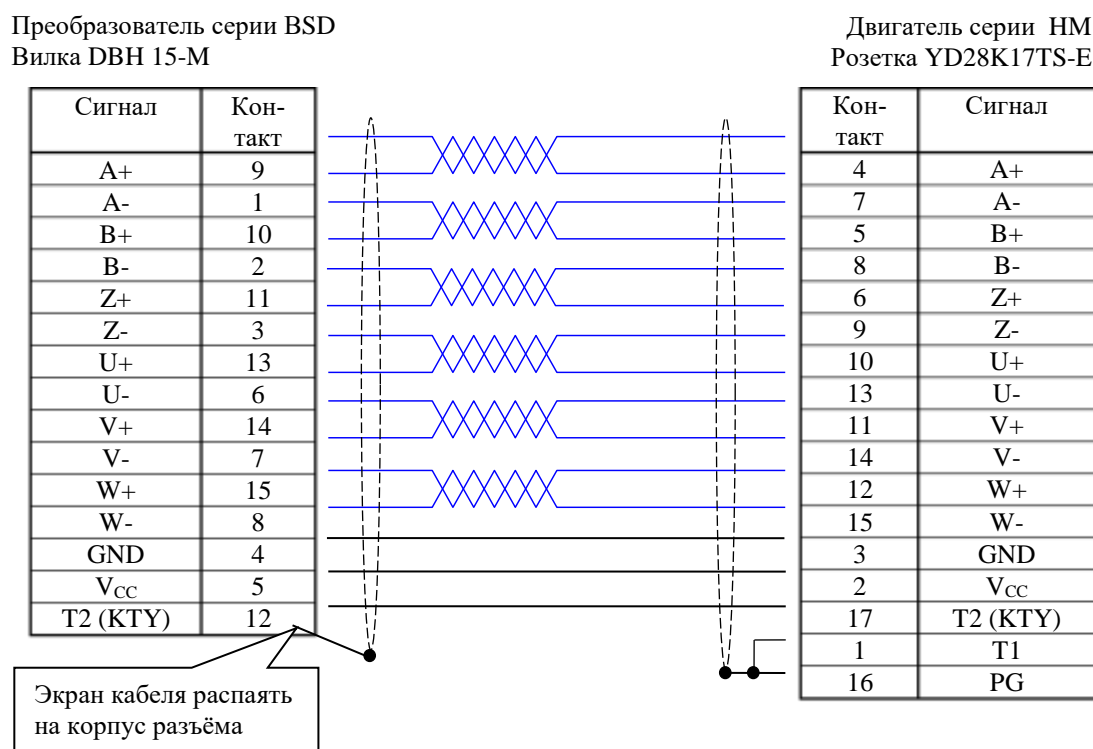 Преобразователь серии BSD
Вилка DBH 15-M
Двигатель серии HM
Розетка YD28K17TS-E
Сигнал Кон-
такт
A+ 9
A- 1
B+ 10
B- 2
Z+ 11
Z- 3
U+ 13
U- 6
V+ 14
V- 7
W+ 15
W- 8
GND 4
VCC 5
T2 (KTY) 12
Кон- Сигнал
такт
4 A+
7 A-
5 B+
8 B-
6 Z+
9 Z-
10 U+
13 U-
11 V+
14 V-
12 W+
15 W-
3 GND
2 VCC
17 T2 (KTY)
1 T1
16 PG
Экран кабеля распаять
на корпус разъёма